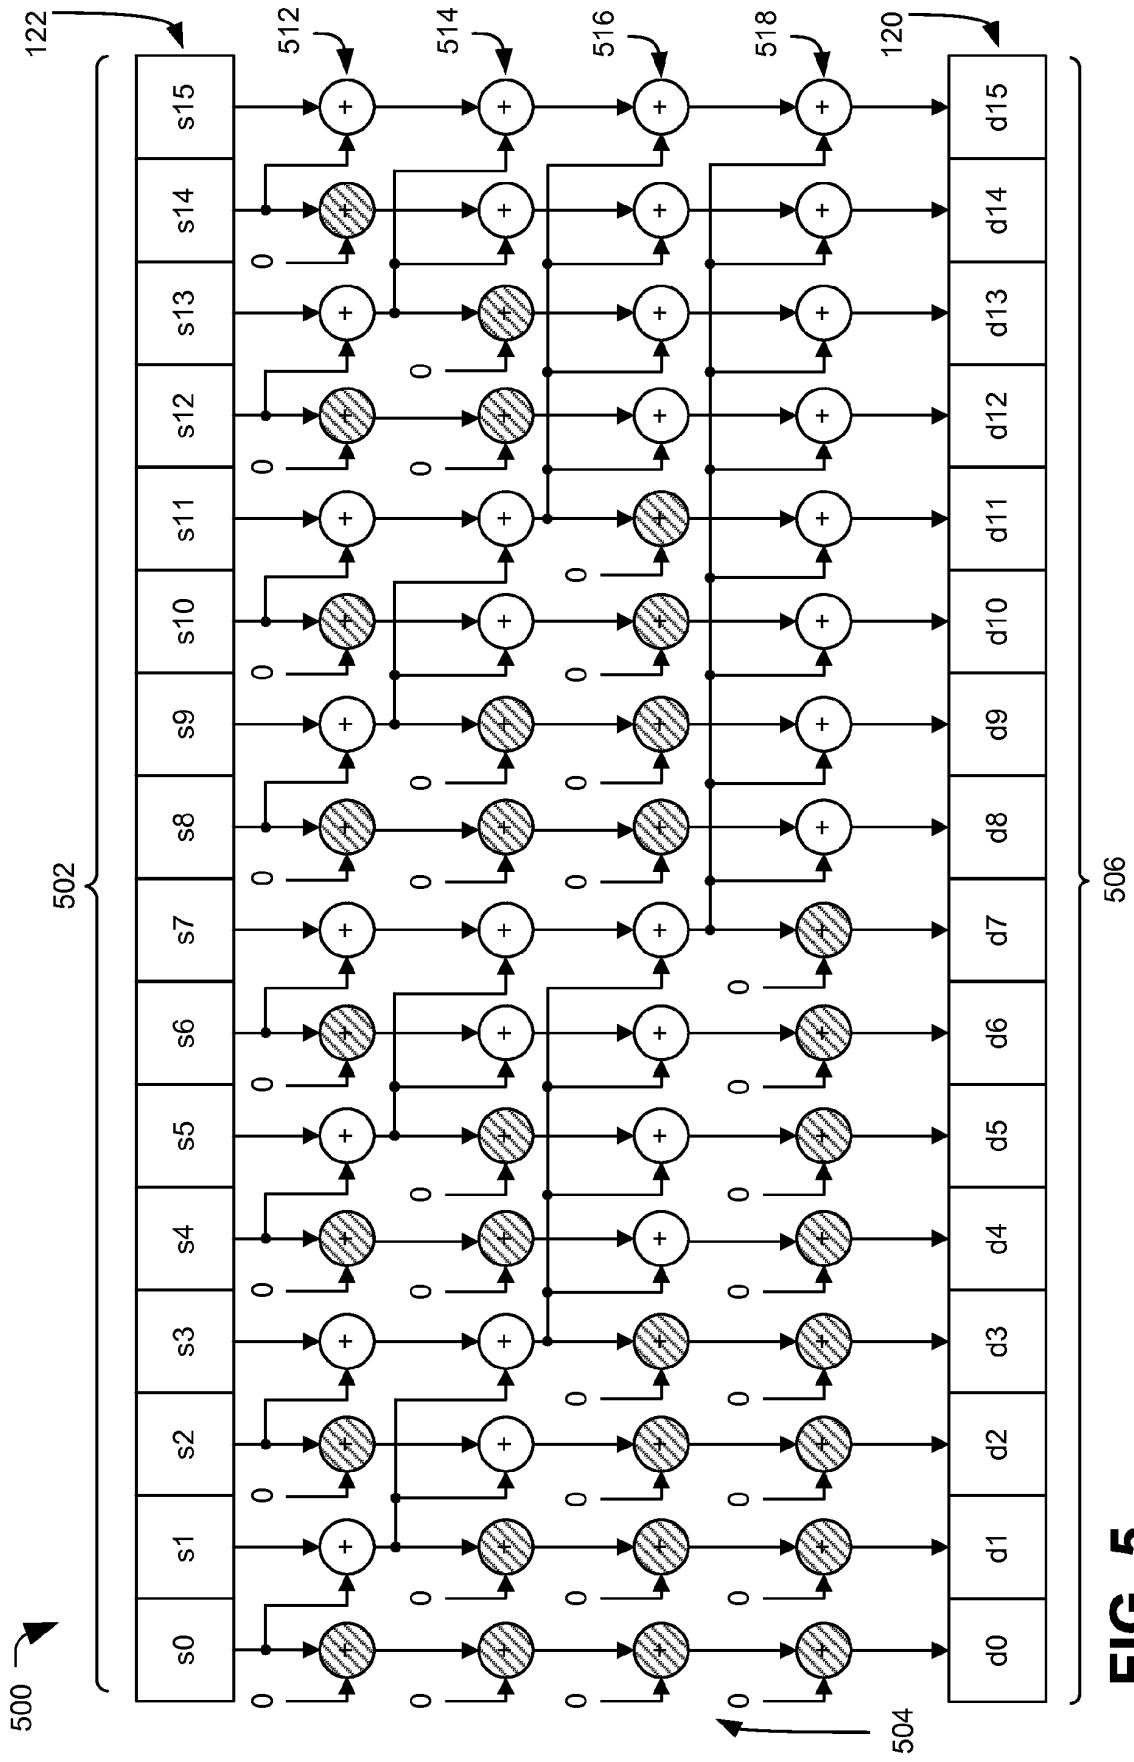 500
502
122
s0 s1 s2 s3 s4 s5 s6 s7 s8 s9 s10 s11 s12 s13 s14 s15
0 0 0 0 0 0 0 0 512
+ + + + + + + + + + + + + + + +
0 0 0 0 0 0 0 0 514
+ + + + + + + + + + + + + + + +
0 0 0 0 0 0 0 0 516
+ + + + + + + + + + + + + + + +
0 0 0 0 0 0 0 0 518
+ + + + + + + + + + + + + + + +
504
120
d0 d1 d2 d3 d4 d5 d6 d7 d8 d9 d10 d11 d12 d13 d14 d15
506
FIG. 5